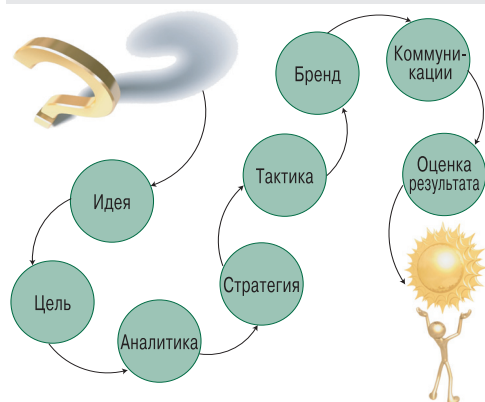 Идея
Цель
Аналитика
Стратегия
Тактика
Бренд
Коммуни-
кации
Оценка
результата